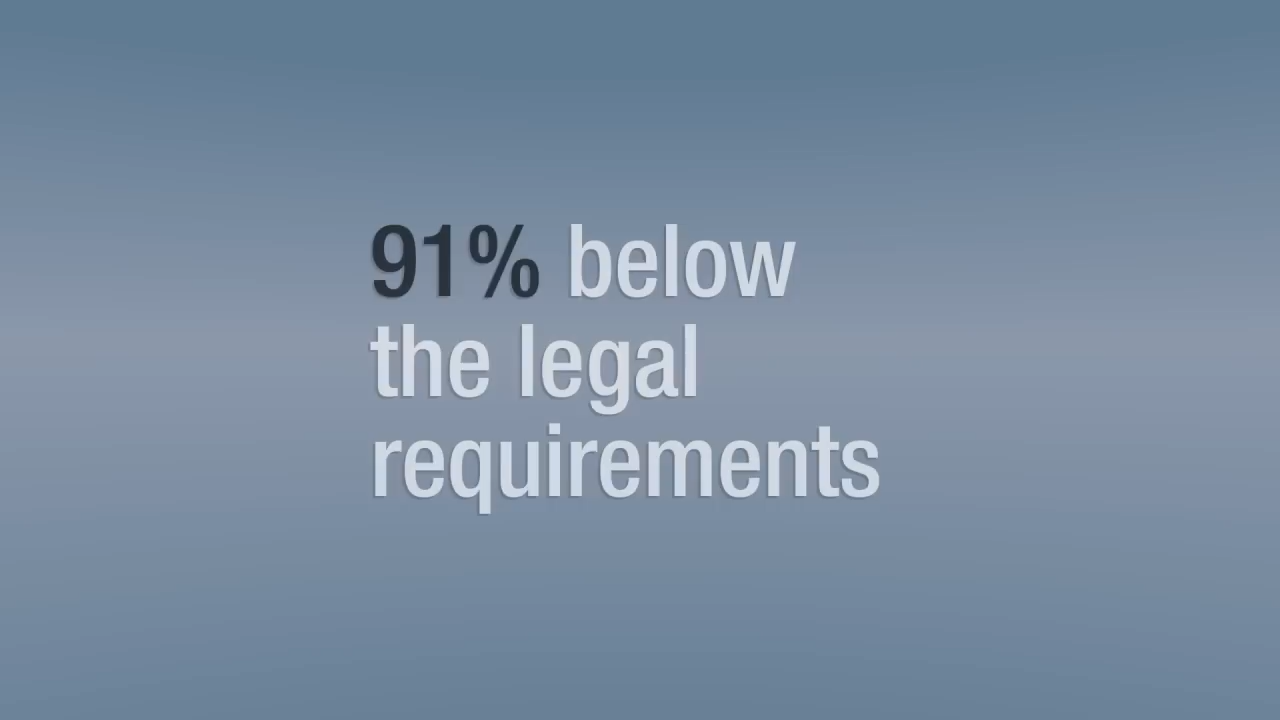 91% below
the legal
requirements